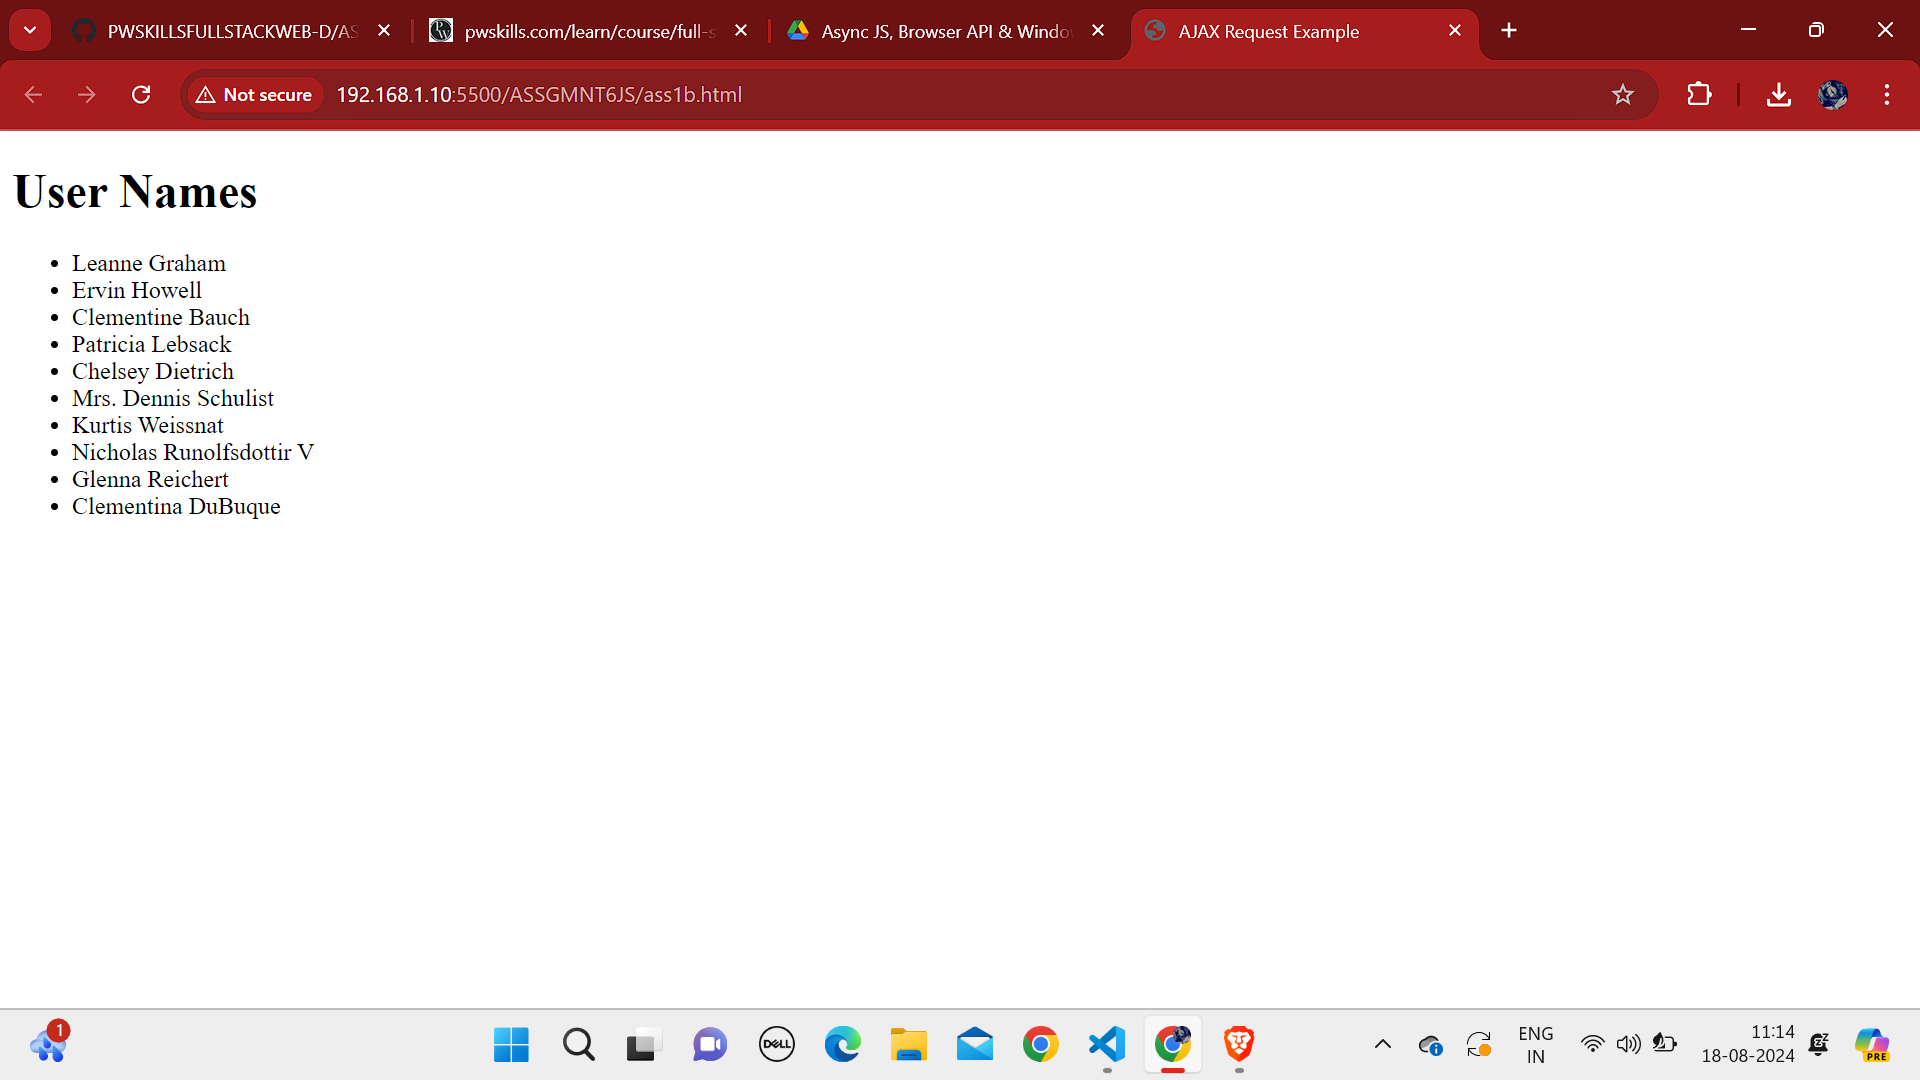 PWSKILLSFULLSTACKWEB-D/AS
pwskills.com/learn/course/full-s
Async JS, Browser API & Windo
AJAX Request Example
Not secure
192.168.1.10:5500/ASSGMNT6JS/ass1b.html
User Names
• Leanne Graham
• Ervin Howell
• Clementine Bauch
• Patricia Lebsack
• Chelsey Dietrich
• Mrs. Dennis Schulist
• Kurtis Weissnat
• Nicholas Runolfsdottir V
• Glenna Reichert
• Clementina DuBuque
1
DELL
ENG
IN
11:14
18-08-2024
PRE